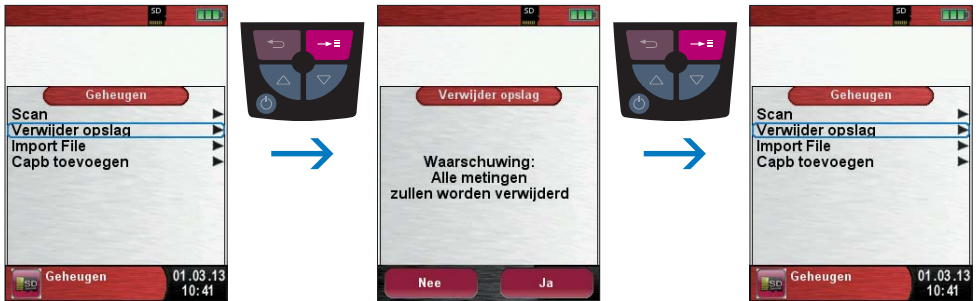 SD
Geheugen
Scan
Verwijder opslag
Import File
Capb toevoegen
SD
Geheugen
01.03.13
10:41
Verwijder opslag
Waarschuwing:
Alle metingen
zullen worden verwijderd
Nee
Ja
SD
Geheugen
Scan
Verwijder opslag
Import File
Capb toevoegen
SD
Geheugen
01.03.13
10:41